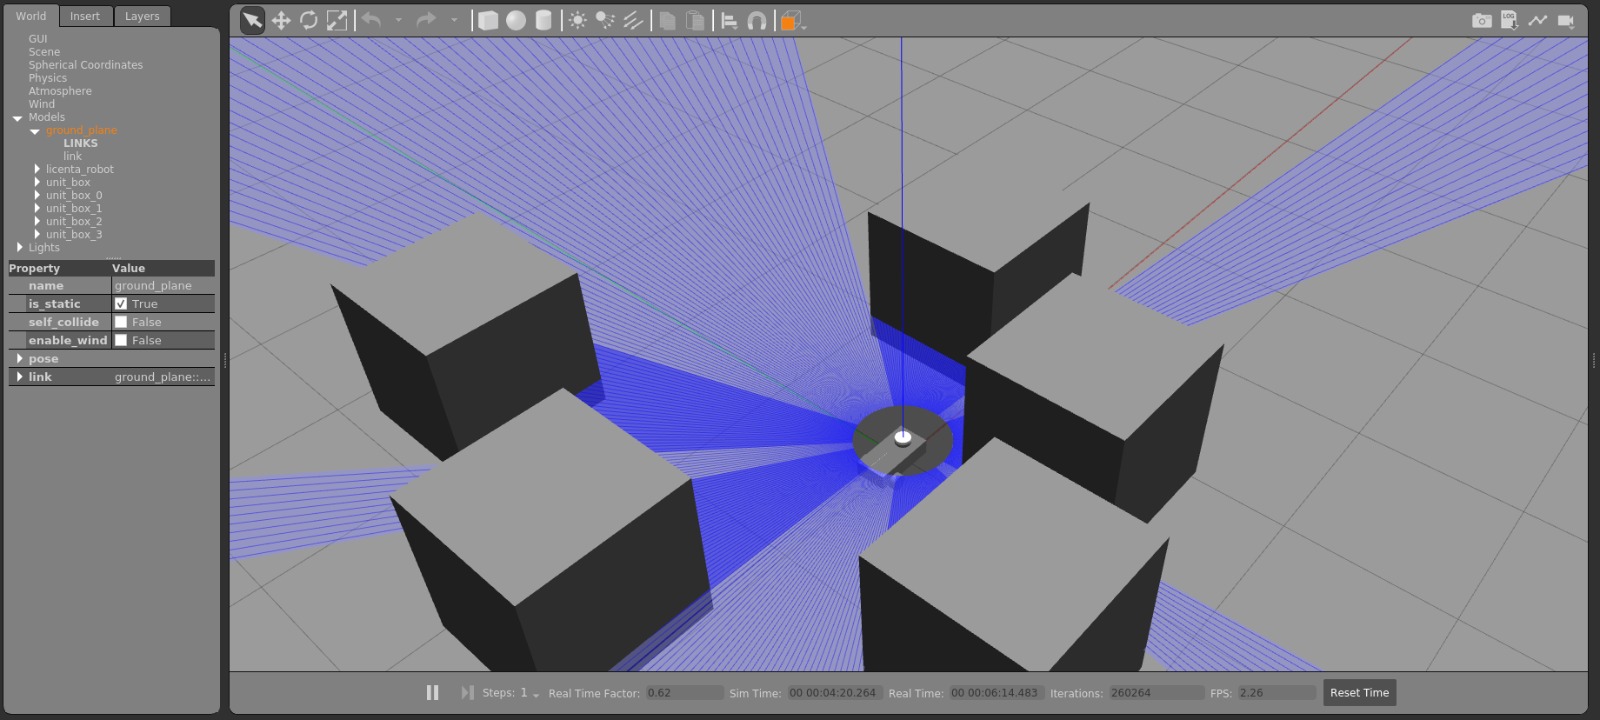 World Insert Layers
GUI
Scene
Spherical Coordinates
Physics
Atmosphere
Wind
Models
ground_plane
LINKS
link
licenta_robot
unit_box
unit_box_0
unit_box_1
unit_box_2
unit_box_3
Lights
Property Value
name ground_plane
is_static True
self_collide False
enable_wind False
pose
link ground_plane::...
LOG
Steps: 1 Real Time Factor: 0.62 Sim Time: 00 00:04:20.264 Real Time: 00 00:06:14.483 Iterations: 260264 FPS: 2.26 Reset Time